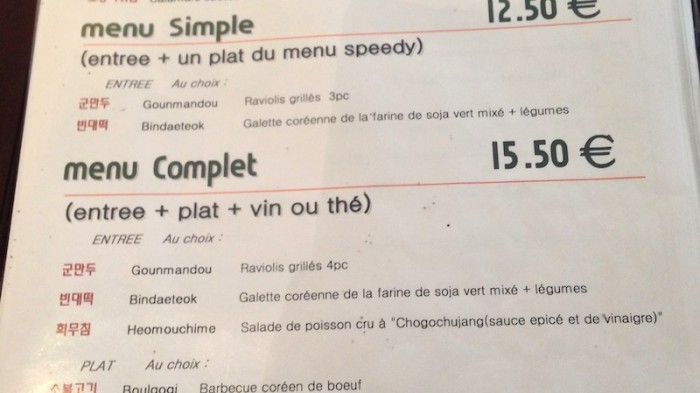 menu Simple 12.50 €
(entree + un plat du menu speedy)
ENTREE Au choix :
군만두 Gounmandou Raviolis grillés 3pc
빈대떡 Bindaeteok Galette coréenne de la farine de soja vert mixé + légumes
menu Complet 15.50 €
(entree + plat + vin ou thé)
ENTREE Au choix :
군만두 Gounmandou Raviolis grillés 4pc
빈대떡 Bindaeteok Galette coréenne de la farine de soja vert mixé + légumes
회무침 Heomouchime Salade de poisson cru à "Chogochujang(sauce epicé et de vinaigre)"
PLAT Au choix :
소불고기 Boulgogi Barbecue coréen de boeuf